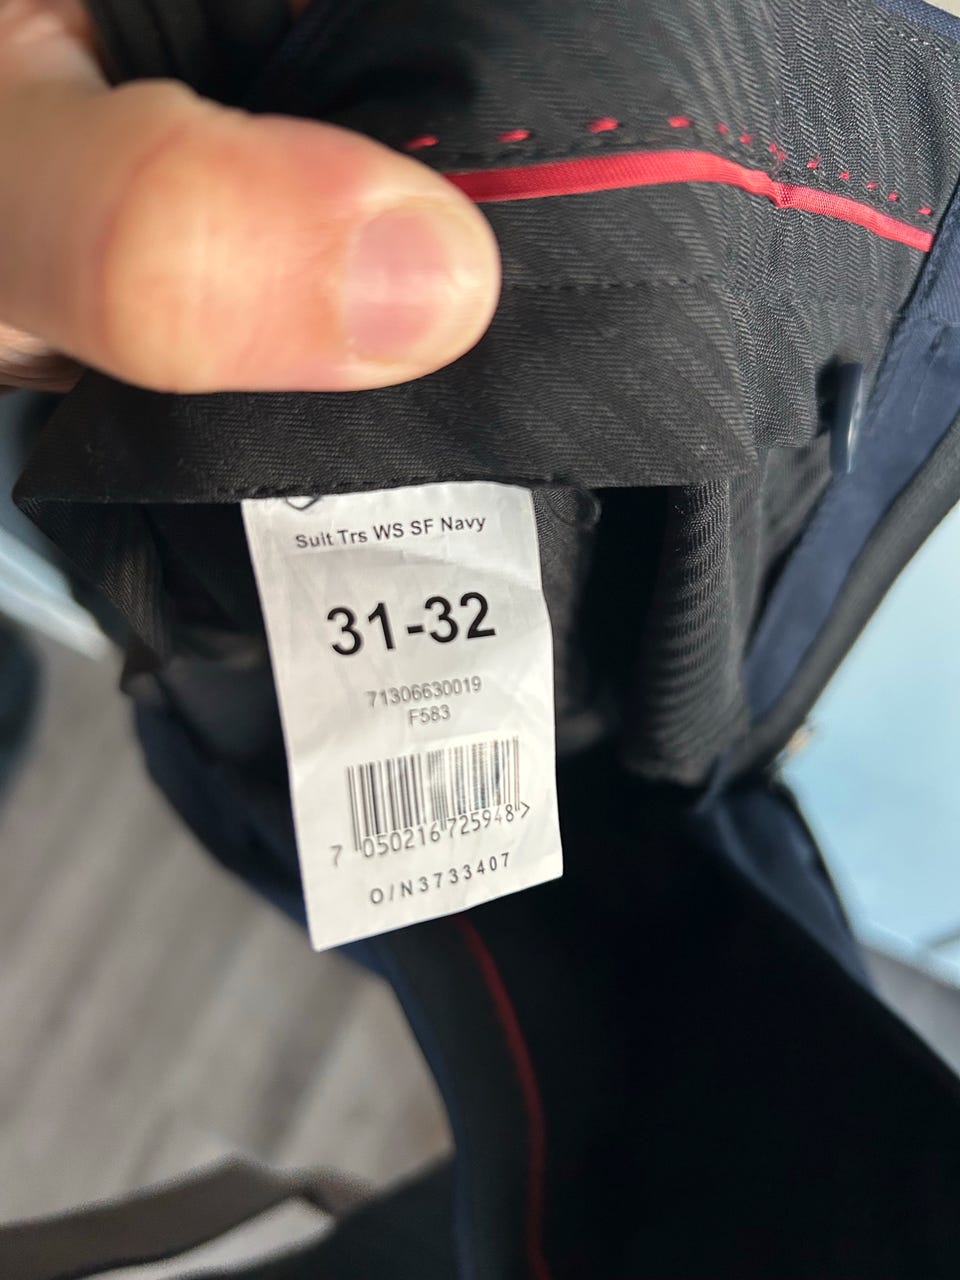 Suit Trs WS SF Navy
31-32
71306630019
F583
7 050216 725948 >
O/N3733407